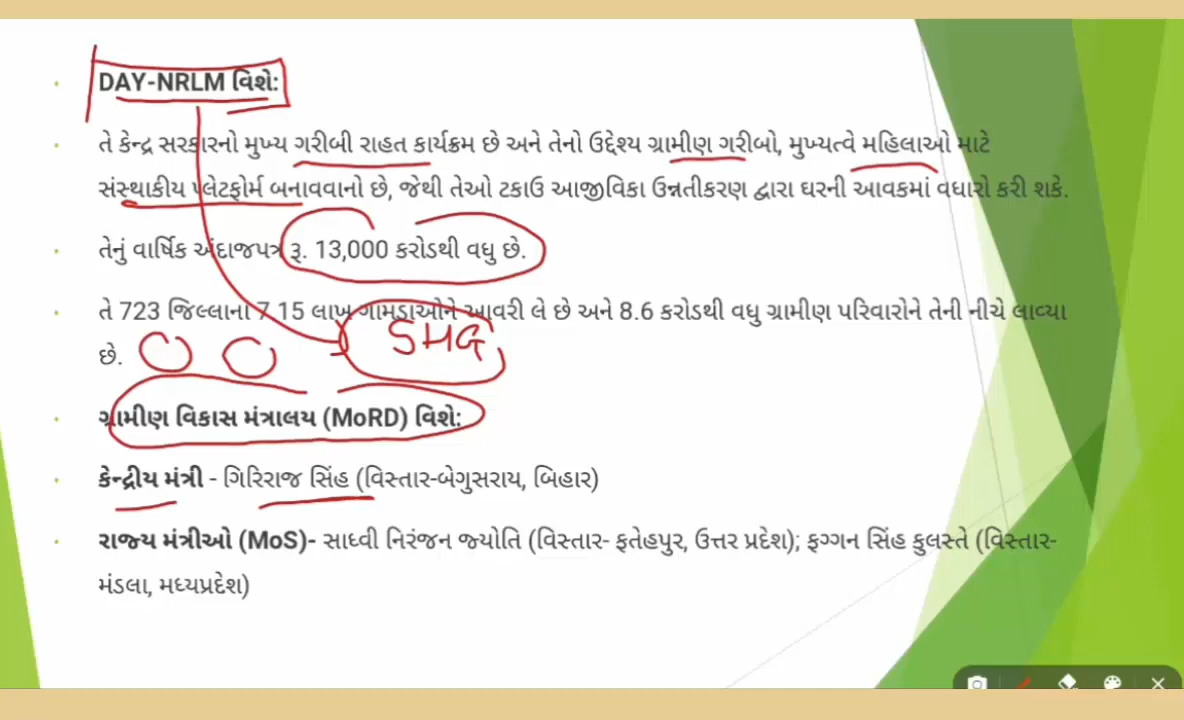 DAY-NRLM વિશે:
તે કેન્દ્ર સરકારનો મુખ્ય ગરીબી રાહત કાર્યક્રમ છે અને તેનો ઉદ્દેશ્ય ગ્રામીણ ગરીબો, મુખ્યત્વે મહિલાઓ માટે
સંસ્થાકીય પ્લેટફોર્મ બનાવવાનો છે, જેથી તેઓ ટકાઉ આજીવિકા ઉન્નતીકરણ દ્વારા ઘરની આવકમાં વધારો કરી શકે.
તેનું વાર્ષિક અંદાજપત્ર રૂ. 13,000 કરોડથી વધુ છે.
તે 723 જિલ્લાના 7.15 લાખ ગામડાઓને આવરી લે છે અને 8.6 કરોડથી વધુ ગ્રામીણ પરિવારોને તેની નીચે લાવ્યા
છે.
SHG
ગ્રામીણ વિકાસ મંત્રાલય (MoRD) વિશે:
કેન્દ્રીય મંત્રી - ગિરિરાજ સિંહ (વિસ્તાર-બેગુસરાય, બિહાર)
રાજ્ય મંત્રીઓ (MoS)- સાધ્વી નિરંજન જ્યોતિ (વિસ્તાર- ફતેહપુર, ઉત્તર પ્રદેશ); ફગ્ગન સિંહ કુલસ્તે (વિસ્તાર-
મંડલા, મધ્યપ્રદેશ)